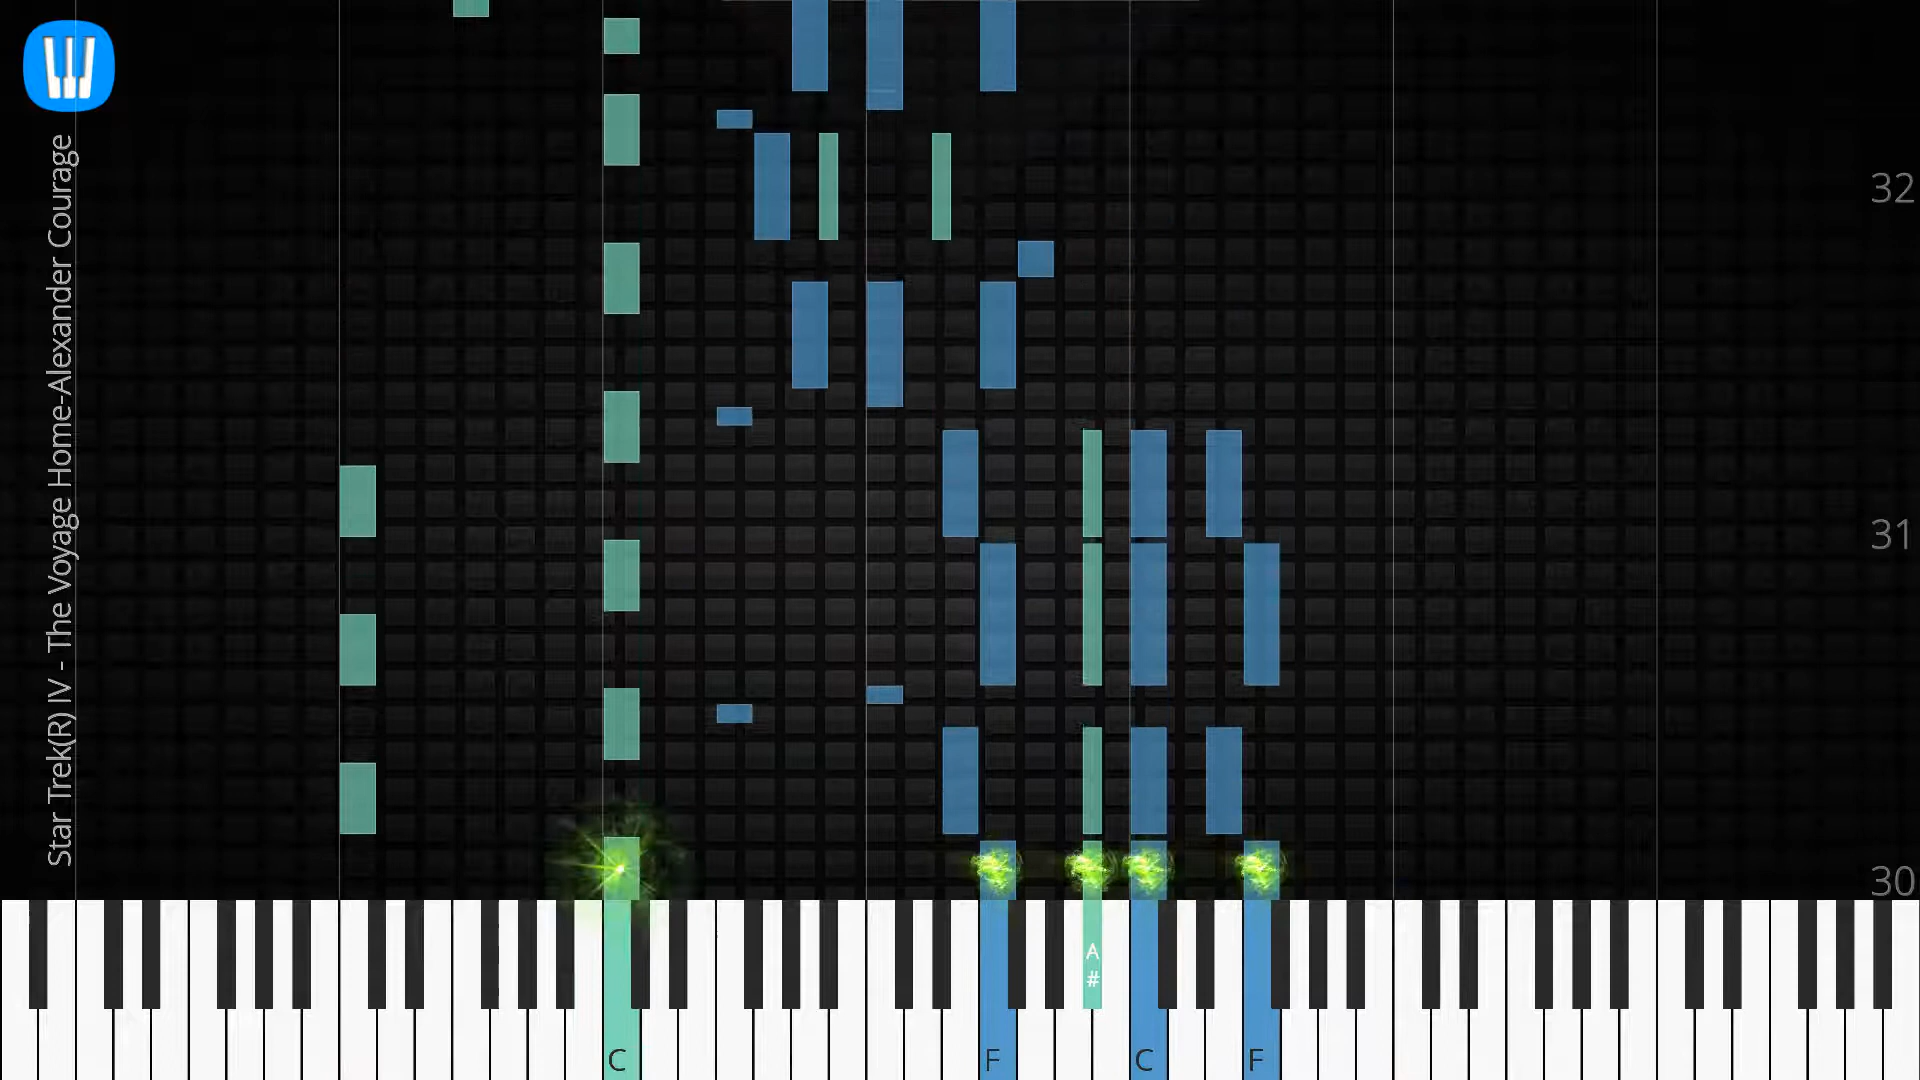 Star Trek(R) IV - The Voyage Home-Alexander Courage
32
31
30
A
#
C
F
C
F